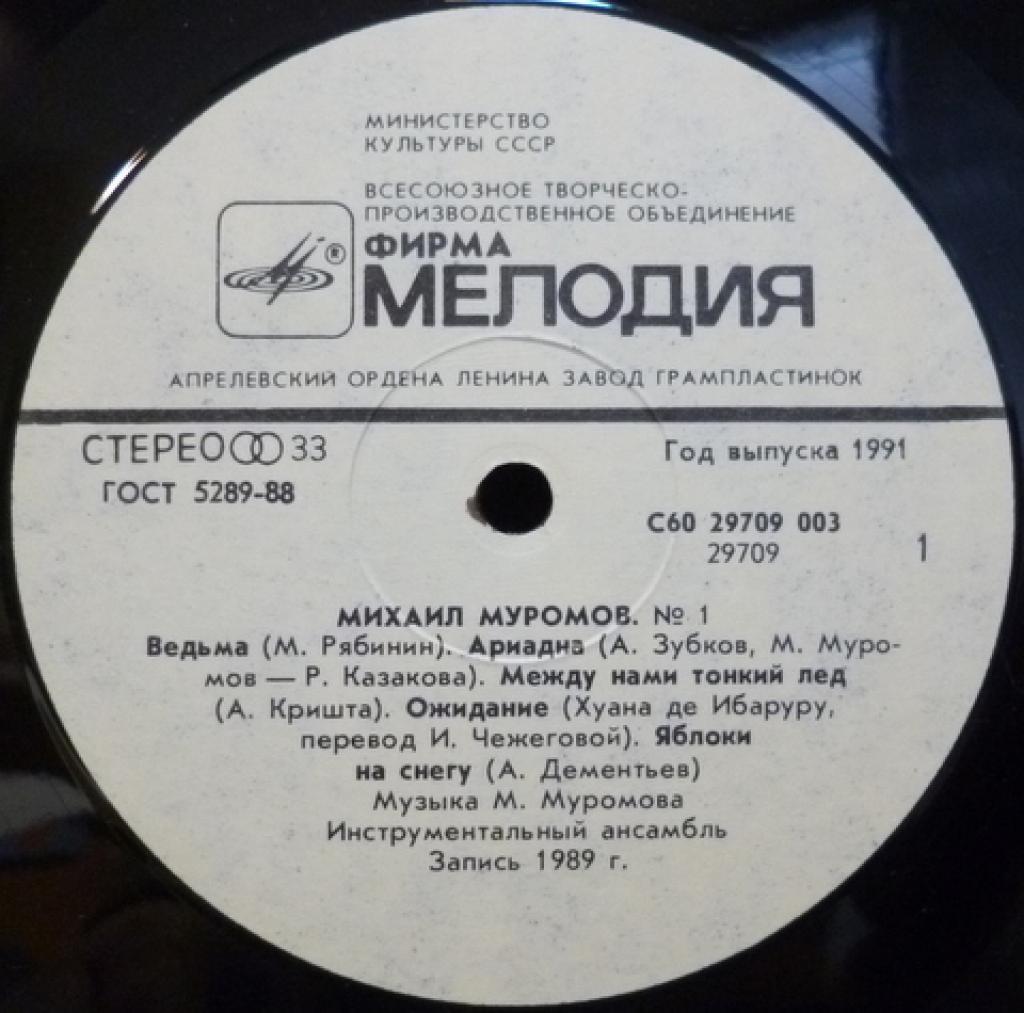 МИНИСТЕРСТВО
КУЛЬТУРЫ СССР
ВСЕСОЮЗНОЕ ТВОРЧЕСКО-
ПРОИЗВОДСТВЕННОЕ ОБЪЕДИНЕНИЕ
®
ФИРМА
МЕЛОДИЯ
АПРЕЛЕВСКИЙ ОРДЕНА ЛЕНИНА ЗАВОД ГРАМПЛАСТИНОК
СТЕРЕО 33
Год выпуска 1991
ГОСТ 5289-88
С60 29709 003
29709
1
МИХАИЛ МУРОМОВ. № 1
Ведьма (М. Рябинин). Ариадна (А. Зубков, М. Муро-
мов — Р. Казакова). Между нами тонкий лед
(А. Кришта). Ожидание (Хуана де Ибаруру,
перевод И. Чежеговой). Яблоки
на снегу (А. Дементьев)
Музыка М. Муромова
Инструментальный ансамбль
Запись 1989 г.